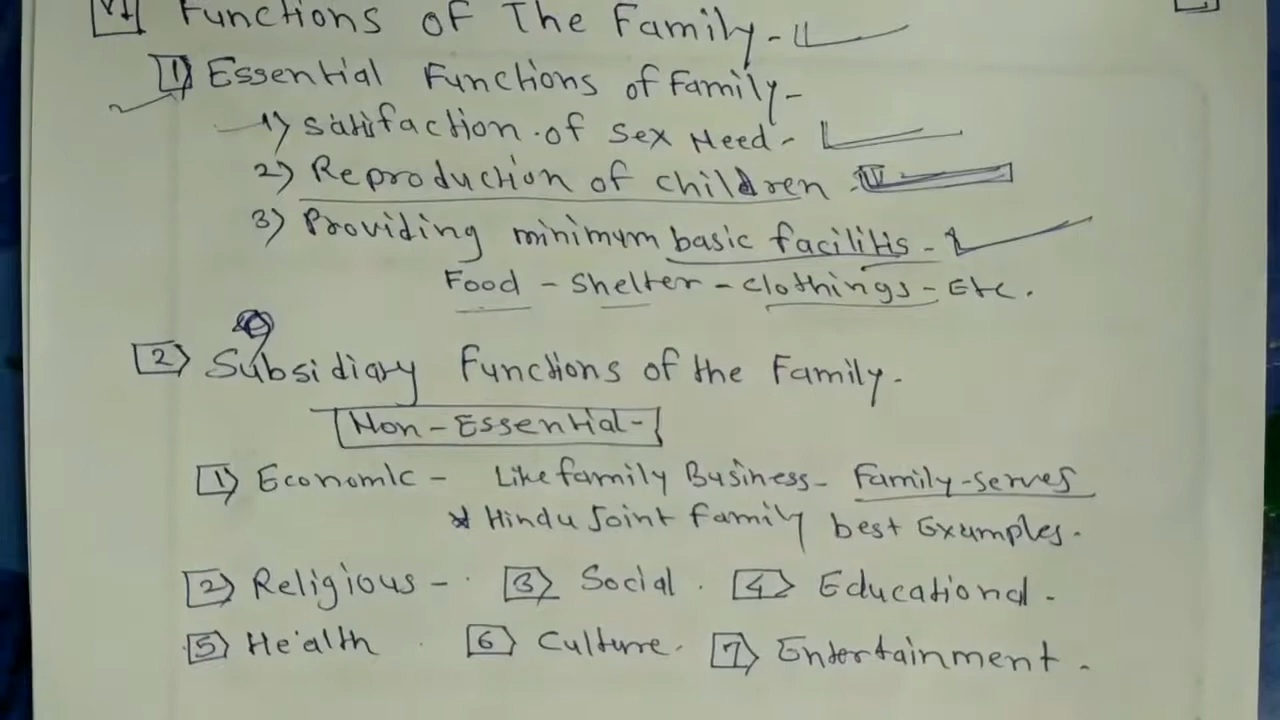 VI Functions of The Family -
1) Essential Functions of Family -
1) Satisfaction of Sex Need -
2) Reproduction of children
3) Providing minimum basic facilitis -
Food - Shelter - clothings - Etc.
2) Subsidiary Functions of the Family.
Non - Essential -
1) Economic - Like family Business - Family - serves
* Hindu Joint family best Examples.
2) Religious - 3) Social . 4) Educational -
5) Health 6) Culture. 7) Entertainment .